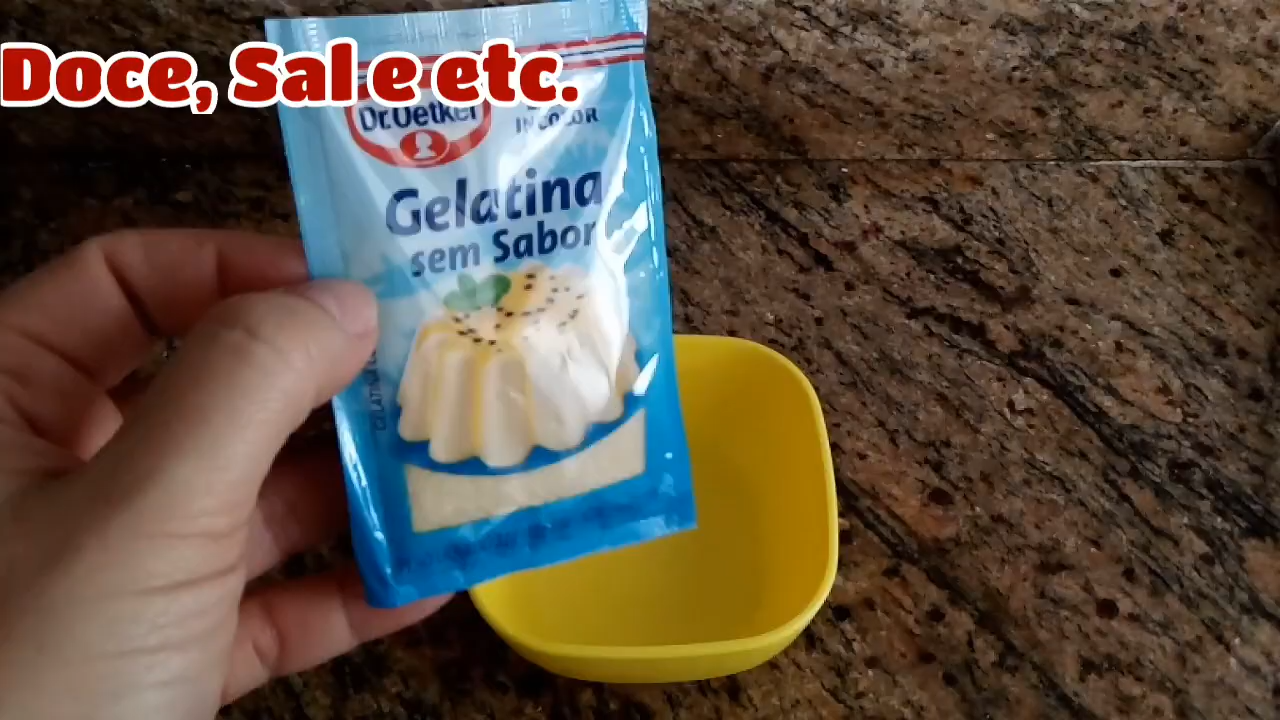 Doce, Sal e etc.
Dr. Oetker
INCOLOR
Gelatina
sem Sabor